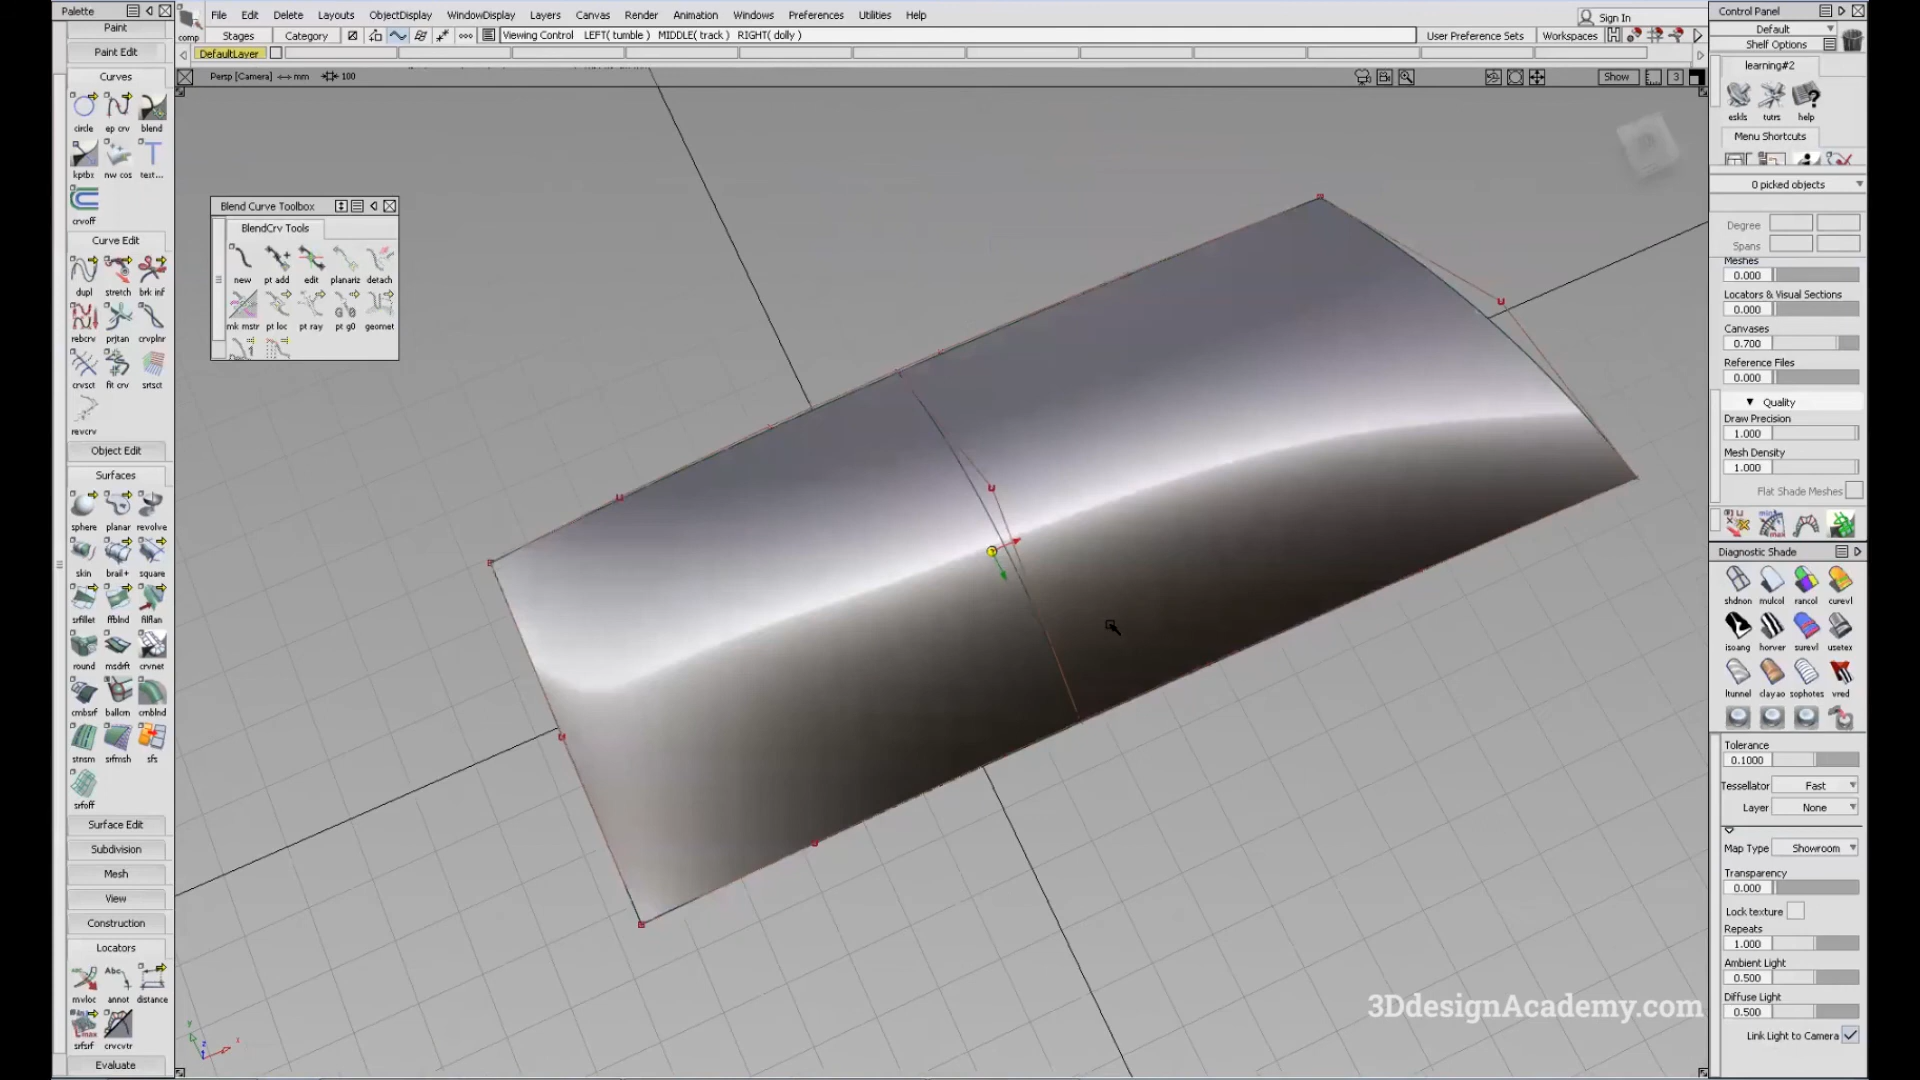 Palette
Paint
Paint Edit
Curves
circle ep crv blend
kptbx nw cos text...
crvoff
Curve Edit
dupl stretch brk inf
rebcrv prjtan crvplnr
crvsct fit crv srtsct
revcrv
Object Edit
Surfaces
sphere planar revolve
skin brail+ square
srfillet ffblnd filflan
round msdrft crvnet
cmbsrf ballcrn cmblnd
stnsm srfmsh sfs
srfoff
Surface Edit
Subdivision
Mesh
View
Construction
Locators
mvloc annot distance
srfsrf crvcvtr
Evaluate
File Edit Delete Layouts ObjectDisplay WindowDisplay Layers Canvas Render Animation Windows Preferences Utilities Help
Sign In
comp Stages Category
Viewing Control LEFT( tumble ) MIDDLE( track ) RIGHT( dolly )
User Preference Sets Workspaces
DefaultLayer
Persp [Camera] mm 100
Show 3
Blend Curve Toolbox
BlendCrv Tools
new pt add edit planariz detach
mk mstr pt loc pt ray pt g0 geomet
3DdesignAcademy.com
Control Panel
Default
Shelf Options
learning#2
eskls tutrs help
Menu Shortcuts
0 picked objects
Degree
Spans
Meshes
0.000
Locators & Visual Sections
0.000
Canvases
0.700
Reference Files
0.000
Quality
Draw Precision
1.000
Mesh Density
1.000
Flat Shade Meshes
Diagnostic Shade
shdnon mulcol rancol curevl
isoang horver surevl usetex
ltunnel clayao sophotes vred
Tolerance
0.1000
Tessellator Fast
Layer None
Map Type Showroom
Transparency
0.000
Lock texture
Repeats
1.000
Ambient Light
0.500
Diffuse Light
0.500
Link Light to Camera